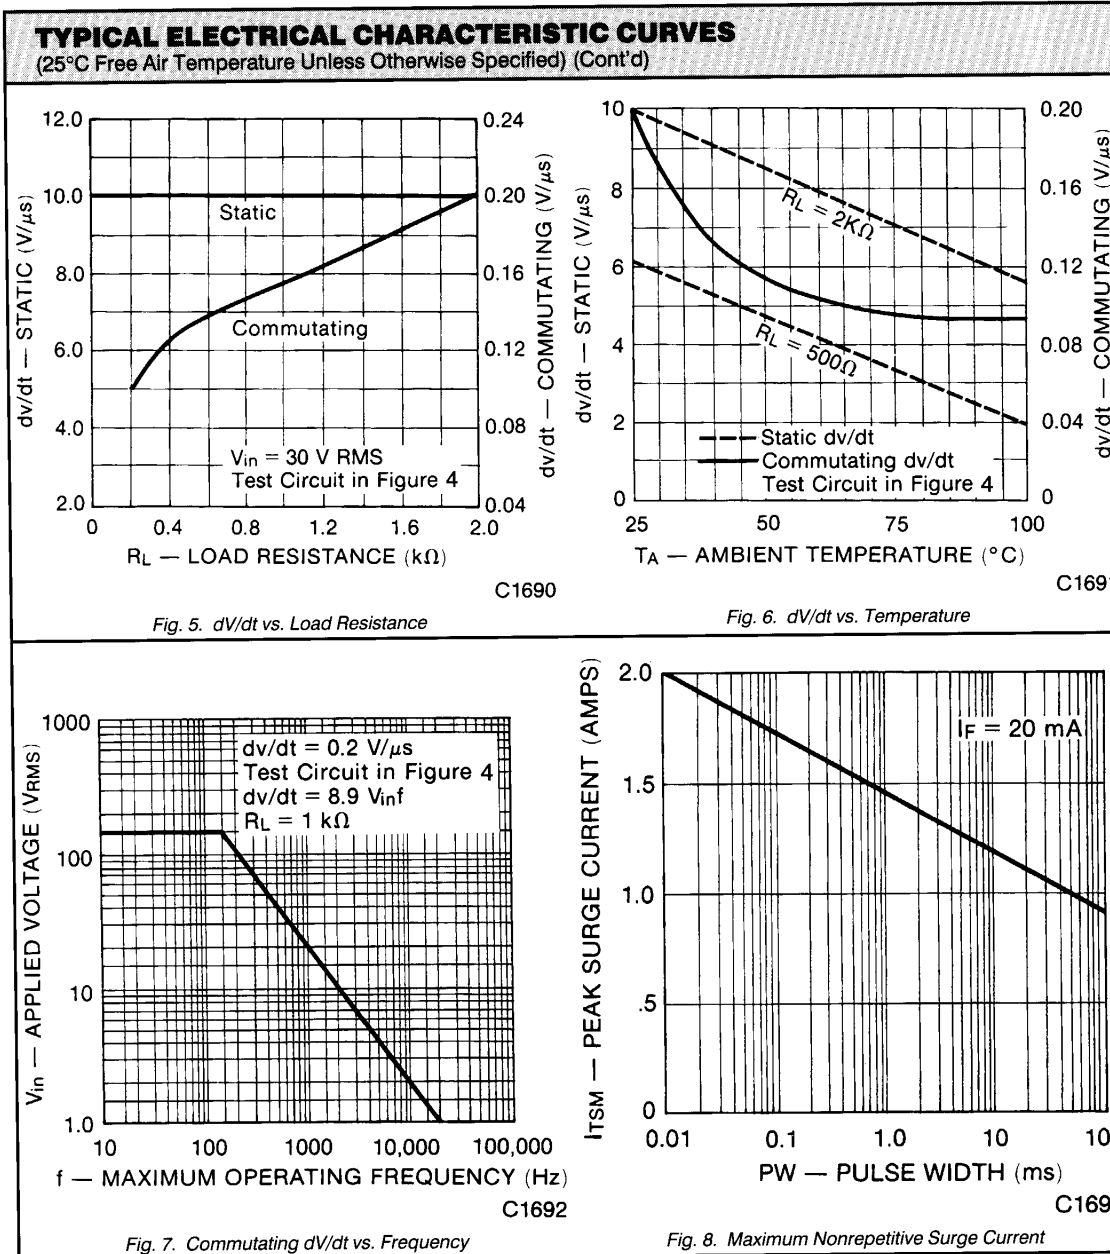 TYPICAL ELECTRICAL CHARACTERISTIC CURVES
(25°C Free Air Temperature Unless Otherwise Specified) (Cont'd)
dv/dt — STATIC (V/μs)
12.0
10.0
8.0
6.0
4.0
2.0
Static
Commutating
Vin = 30 V RMS
Test Circuit in Figure 4
0.24
0.20
0.16
0.12
0.08
0.04
dv/dt — COMMUTATING (V/μs)
0 0.4 0.8 1.2 1.6 2.0
RL — LOAD RESISTANCE (kΩ)
C1690
Fig. 5. dV/dt vs. Load Resistance
dv/dt — STATIC (V/μs)
10
8
6
4
2
0
RL = 2KΩ
RL = 500Ω
Static dv/dt
Commutating dv/dt
Test Circuit in Figure 4
0.20
0.16
0.12
0.08
0.04
0
dv/dt — COMMUTATING (V/μs)
25 50 75 100
TA — AMBIENT TEMPERATURE (°C)
C1691
Fig. 6. dV/dt vs. Temperature
Vin — APPLIED VOLTAGE (VRMS)
1000
100
10
1.0
dv/dt = 0.2 V/μs
Test Circuit in Figure 4
dv/dt = 8.9 Vinf
RL = 1 kΩ
10 100 1000 10,000 100,000
f — MAXIMUM OPERATING FREQUENCY (Hz)
C1692
Fig. 7. Commutating dV/dt vs. Frequency
ITSM — PEAK SURGE CURRENT (AMPS)
2.0
1.5
1.0
.5
0
IF = 20 mA
0.01 0.1 1.0 10 10
PW — PULSE WIDTH (ms)
C169
Fig. 8. Maximum Nonrepetitive Surge Current